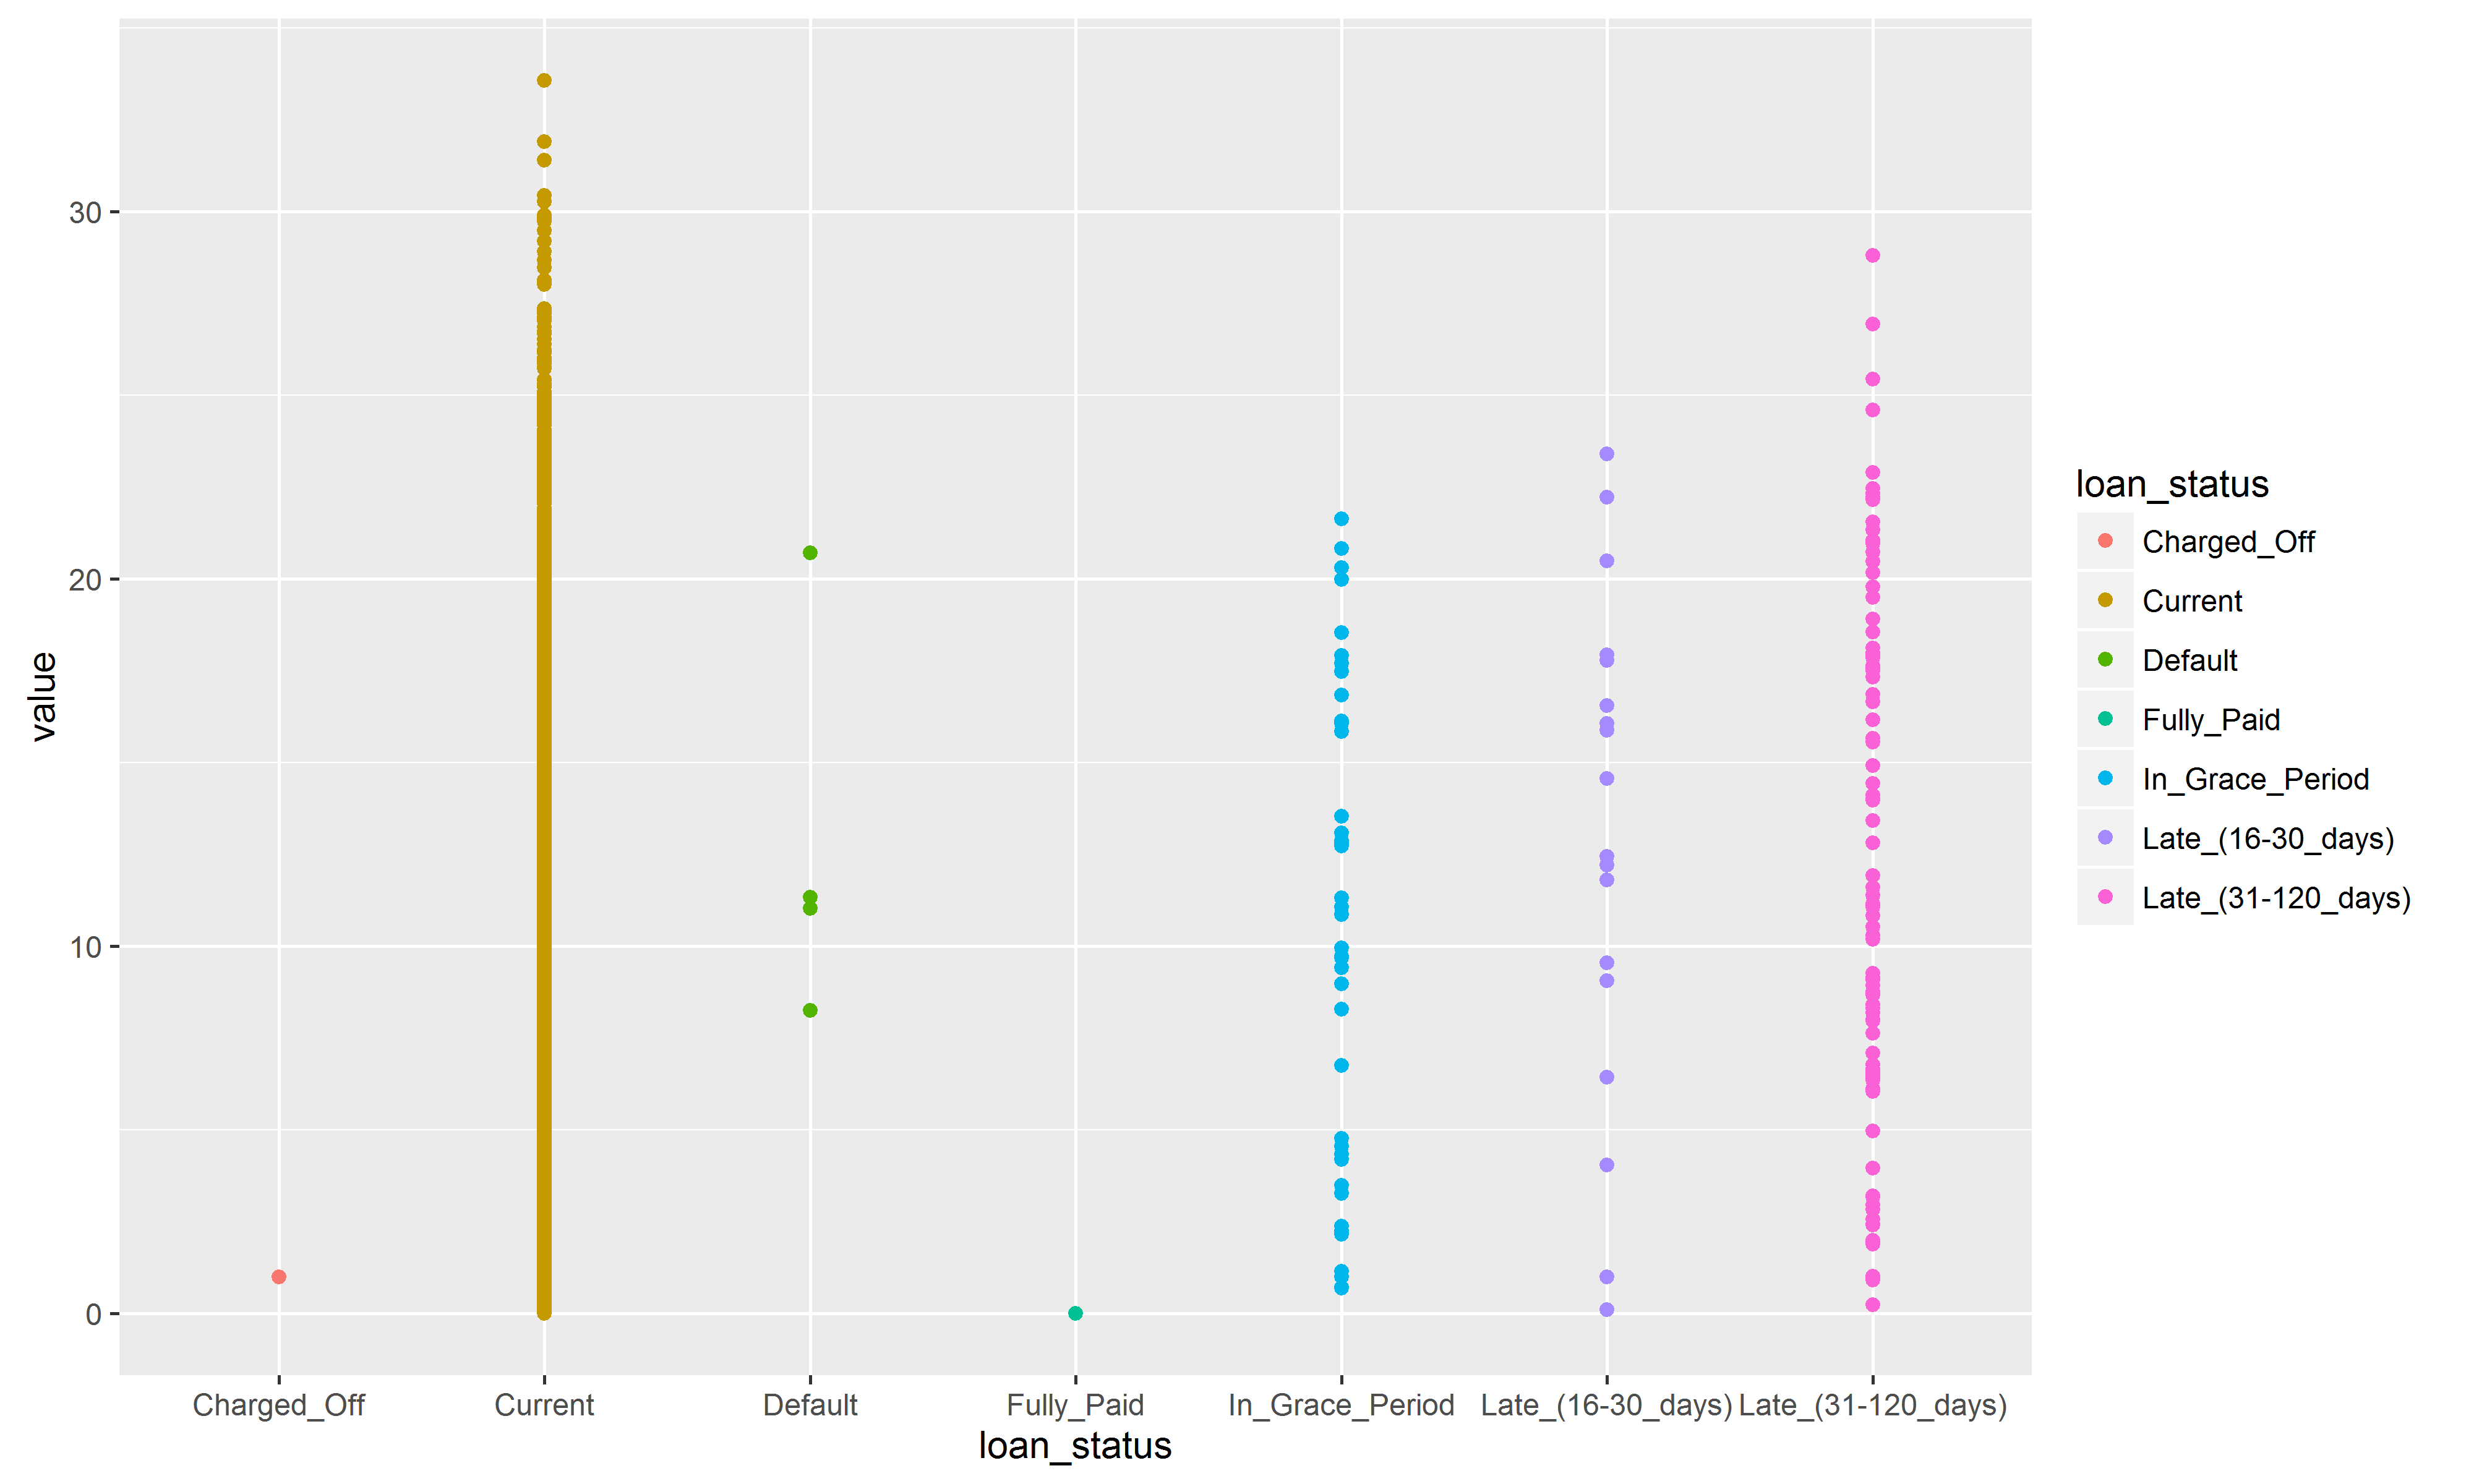 30
20
10
0
value
Charged_Off
Current
Default
Fully_Paid
In_Grace_Period
Late_(16-30_days)
Late_(31-120_days)
loan_status
loan_status
Charged_Off
Current
Default
Fully_Paid
In_Grace_Period
Late_(16-30_days)
Late_(31-120_days)